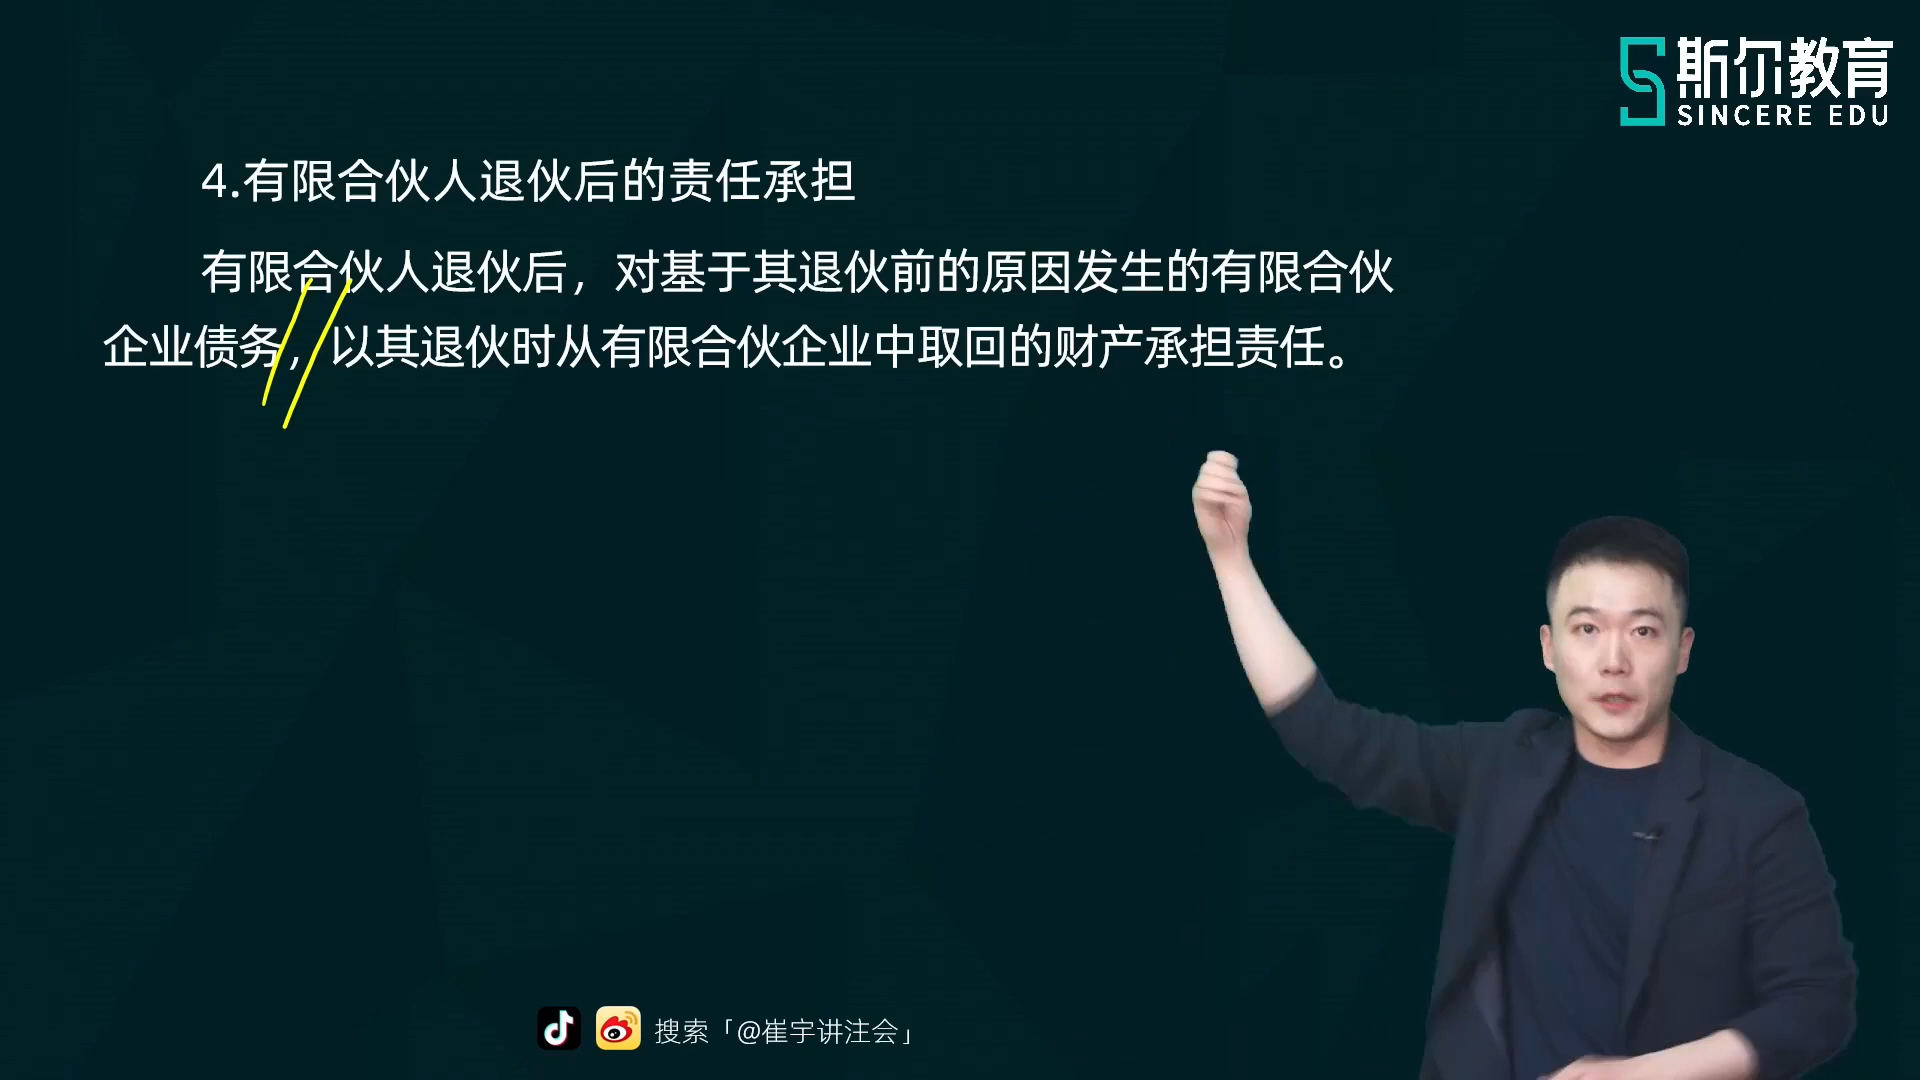 斯尔教育
SINCERE EDU
4.有限合伙人退伙后的责任承担
有限合伙人退伙后，对基于其退伙前的原因发生的有限合伙
企业债务，以其退伙时从有限合伙企业中取回的财产承担责任。
搜索「@崔宇讲注会」